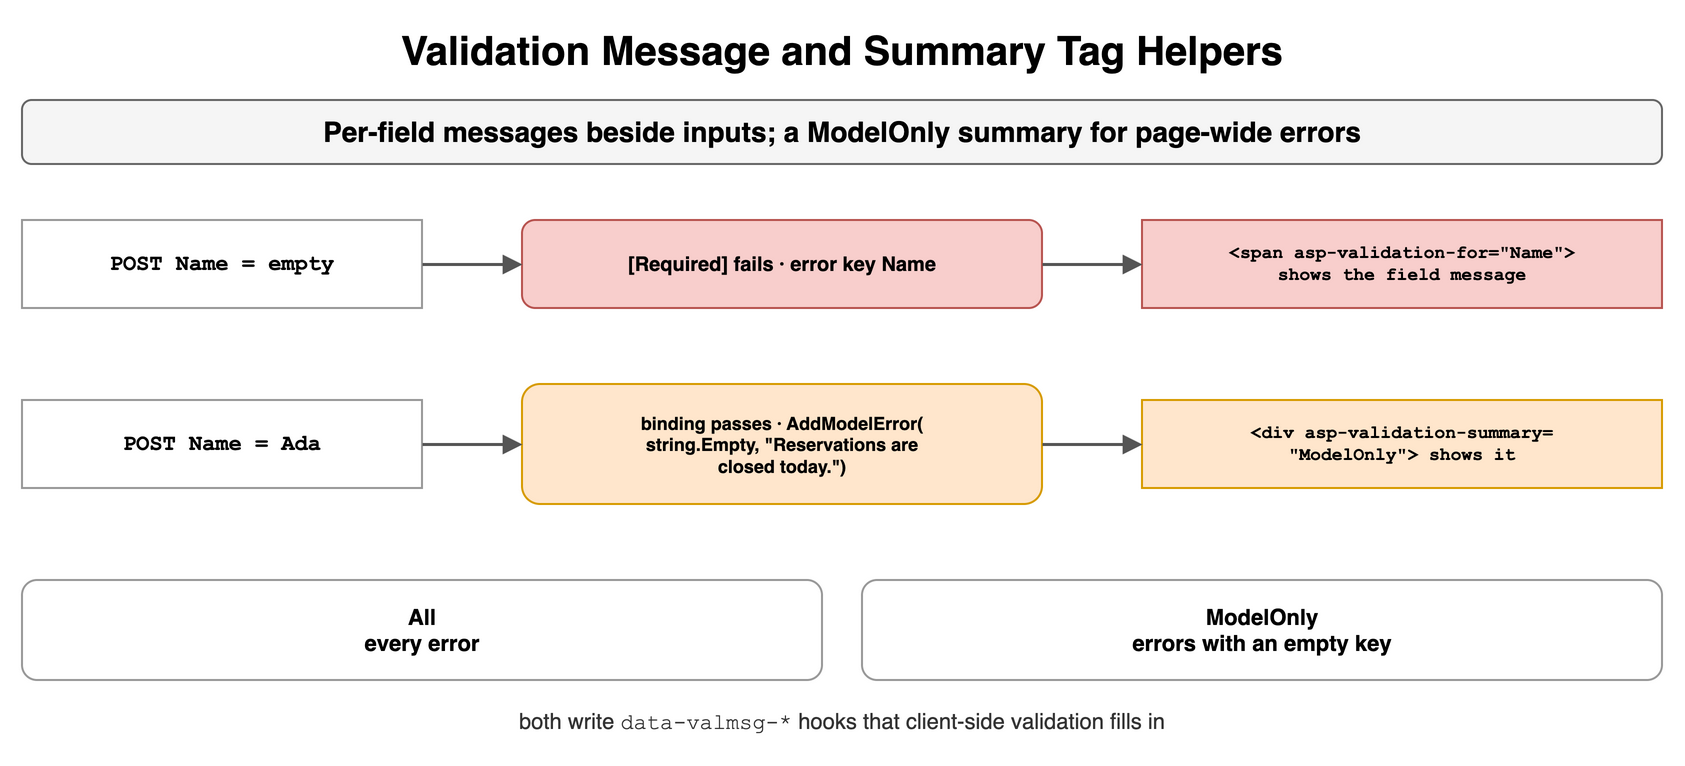 Validation Message and Summary Tag Helpers
Per-field messages beside inputs; a ModelOnly summary for page-wide errors
POST Name = empty
[Required] fails · error key Name
<span asp-validation-for="Name">
shows the field message
POST Name = Ada
binding passes · AddModelError(
string.Empty, "Reservations are
closed today.")
<div asp-validation-summary=
"ModelOnly"> shows it
All
every error
ModelOnly
errors with an empty key
both write data-valmsg-* hooks that client-side validation fills in